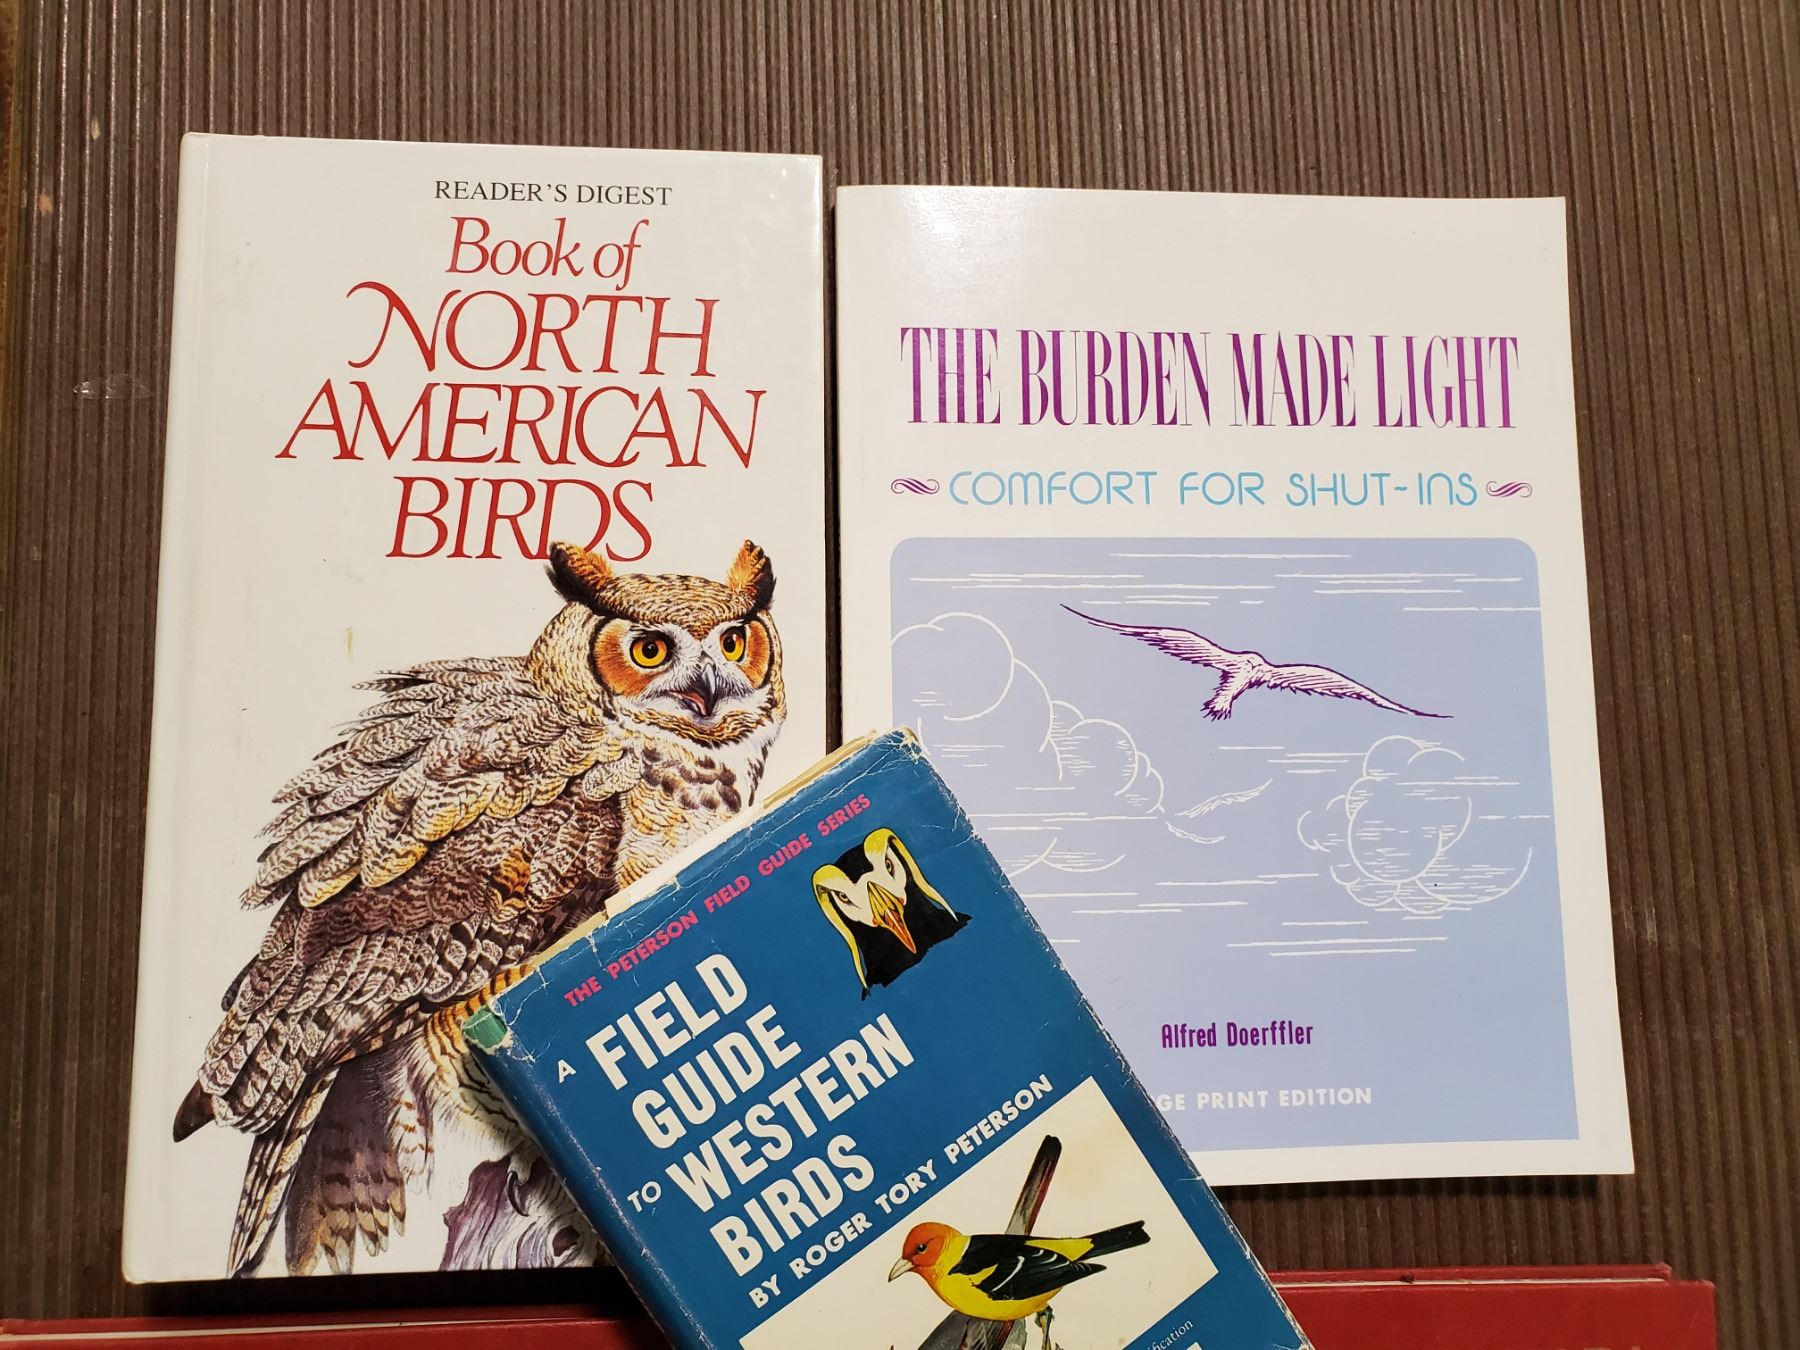 READER'S DIGEST
Book of
NORTH
AMERICAN
BIRDS
THE BURDEN MADE LIGHT
COMFORT FOR SHUT-INS
Alfred Doerffler
PRINT EDITION
THE PETERSON FIELD GUIDE SERIES
A FIELD
GUIDE
TO WESTERN
BIRDS
BY ROGER TORY PETERSON